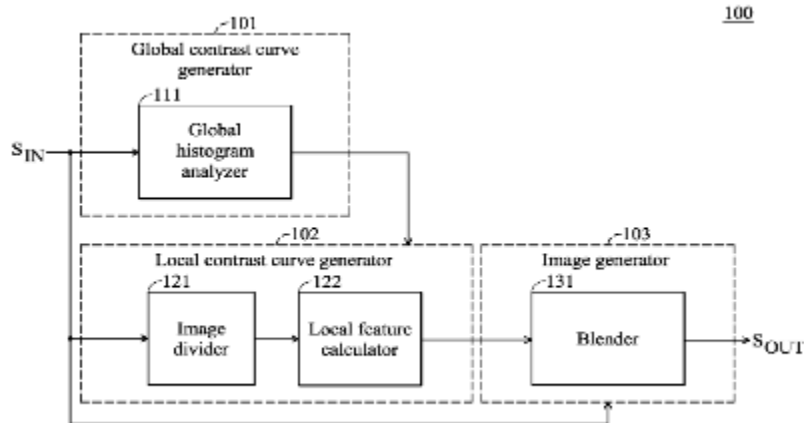 100
101
Global contrast curve
generator
111
Global
histogram
analyzer
SIN
102
Local contrast curve generator
121
Image
divider
122
Local feature
calculator
103
Image generator
131
Blender
SOUT